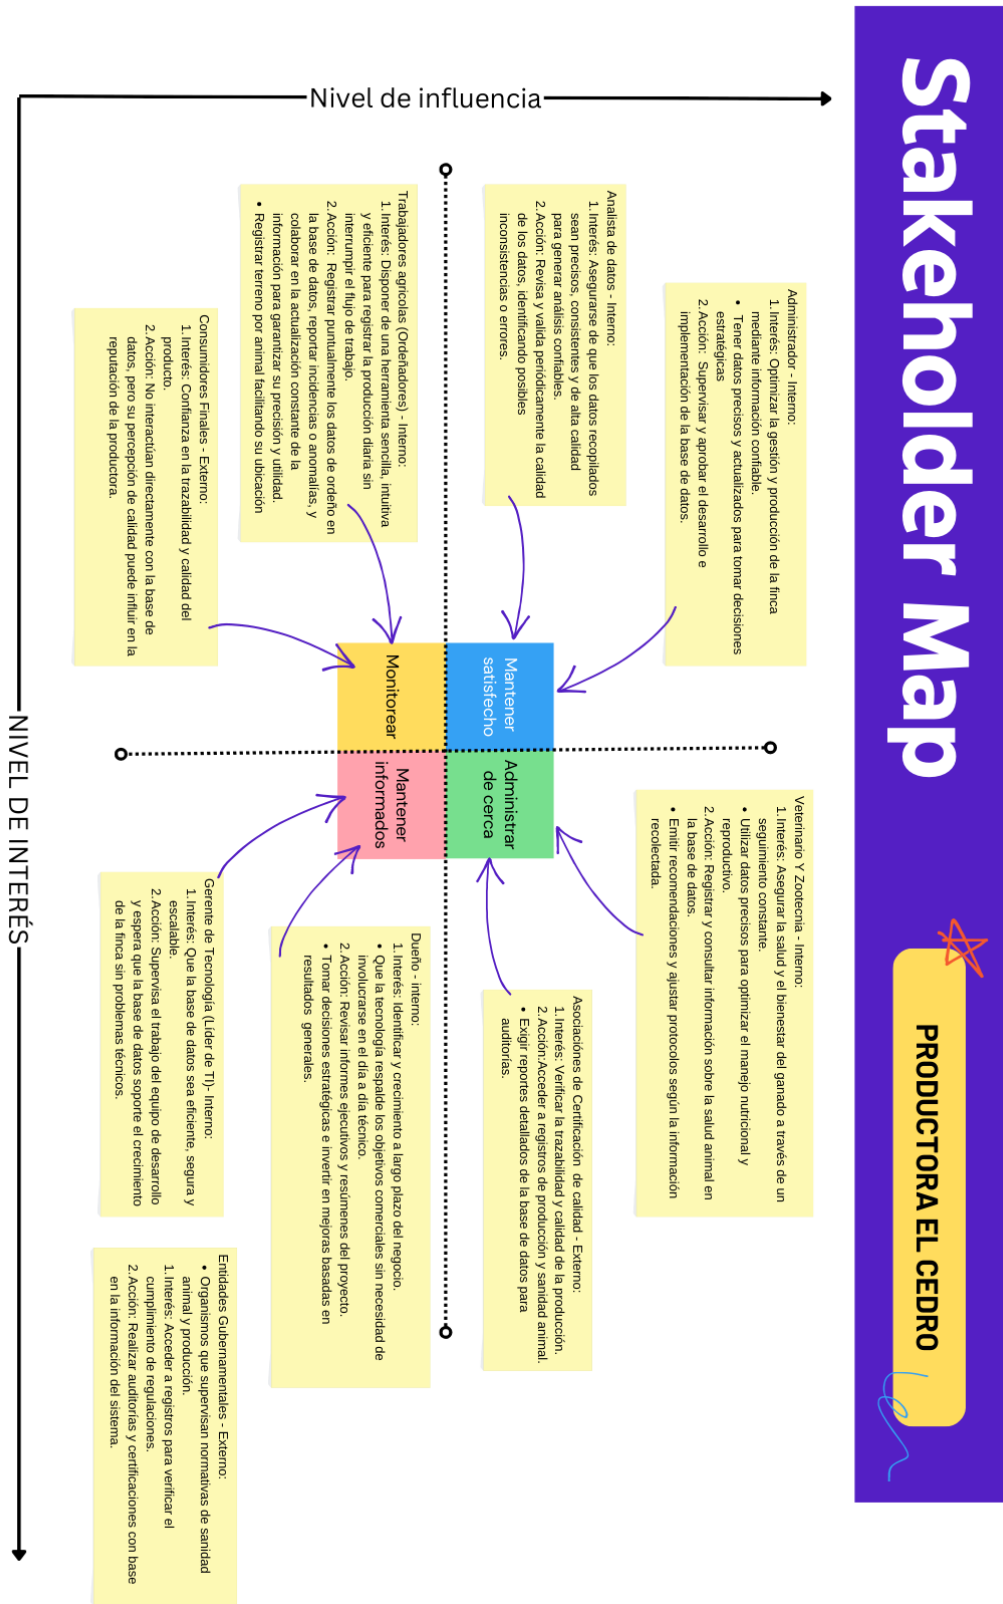 Stakeholder Map
PRODUCTORA EL CEDRO
Nivel de influencia
Administrador - Interno:
1. Interés: Optimizar la gestión y producción de la finca
mediante información confiable.
• Tener datos precisos y actualizados para tomar decisiones
estratégicas
2. Acción: Supervisar y aprobar el desarrollo e
implementación de la base de datos.
Analista de datos - Interno:
1. Interés: Asegurarse de que los datos recopilados
sean precisos, consistentes y de alta calidad
para generar análisis confiables.
2. Acción: Revisa y valida periódicamente la calidad
de los datos, identificando posibles
inconsistencias o errores.
Veterinario Y Zootecnia - Interno:
1. Interés: Asegurar la salud y el bienestar del ganado a través de un
seguimiento constante.
• Utilizar datos precisos para optimizar el manejo nutricional y
reproductivo.
2. Acción: Registrar y consultar información sobre la salud animal en
la base de datos.
• Emitir recomendaciones y ajustar protocolos según la información
recolectada.
Asociaciónes de Certificación de calidad - Externo:
1. Interés: Verificar la trazabilidad y calidad de la producción.
2. Acción:Acceder a registros de producción y sanidad animal.
• Exigir reportes detallados de la base de datos para
auditorías.
Mantener
satisfecho
Administrar
de cerca
Monitorear
Mantener
informados
Trabajadores agricolas (Ordeñadores) - Interno:
1. Interés: Disponer de una herramienta sencilla, intuitiva
y eficiente para registrar la producción diaria sin
interrumpir el flujo de trabajo.
2. Acción: Registrar puntualmente los datos de ordeño en
la base de datos, reportar incidencias o anomalías, y
colaborar en la actualización constante de la
información para garantizar su precisión y utilidad.
• Registrar terreno por animal facilitando su ubicación
Consumidores Finales - Externo:
1. Interés: Confianza en la trazabilidad y calidad del
producto.
2. Acción: No interactúan directamente con la base de
datos, pero su percepción de calidad puede influir en la
reputación de la productora.
Dueño - interno:
1. Interés: Identificar y crecimiento a largo plazo del negocio.
• Que la tecnología respalde los objetivos comerciales sin necesidad de
involucrarse en el día a día técnico.
2. Acción: Revisar informes ejecutivos y resúmenes del proyecto.
• Tomar decisiones estratégicas e invertir en mejoras basadas en
resultados generales.
Gerente de Tecnología (Líder de TI)- Interno:
1. Interés: Que la base de datos sea eficiente, segura y
escalable.
2. Acción: Supervisa el trabajo del equipo de desarrollo
y espera que la base de datos soporte el crecimiento
de la finca sin problemas técnicos.
Entidades Gubernamentales - Externo:
• Organismos que supervisan normativas de sanidad
animal y producción.
1. Interés: Acceder a registros para verificar el
cumplimiento de regulaciones.
2. Acción: Realizar auditorías y certificaciones con base
en la información del sistema.
NIVEL DE INTERÉS